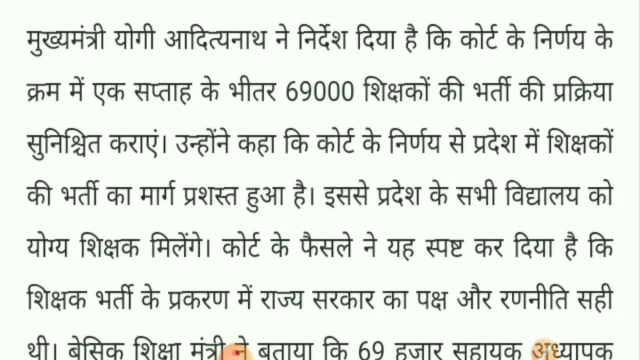 मुख्यमंत्री योगी आदित्यनाथ ने निर्देश दिया है कि कोर्ट के निर्णय के
क्रम में एक सप्ताह के भीतर 69000 शिक्षकों की भर्ती की प्रक्रिया
सुनिश्चित कराएं। उन्होंने कहा कि कोर्ट के निर्णय से प्रदेश में शिक्षकों
की भर्ती का मार्ग प्रशस्त हुआ है। इससे प्रदेश के सभी विद्यालय को
योग्य शिक्षक मिलेंगे। कोर्ट के फैसले ने यह स्पष्ट कर दिया है कि
शिक्षक भर्ती के प्रकरण में राज्य सरकार का पक्ष और रणनीति सही
थी। बेसिक शिक्षा मंत्री ने बताया कि 69 हजार सहायक अध्यापक